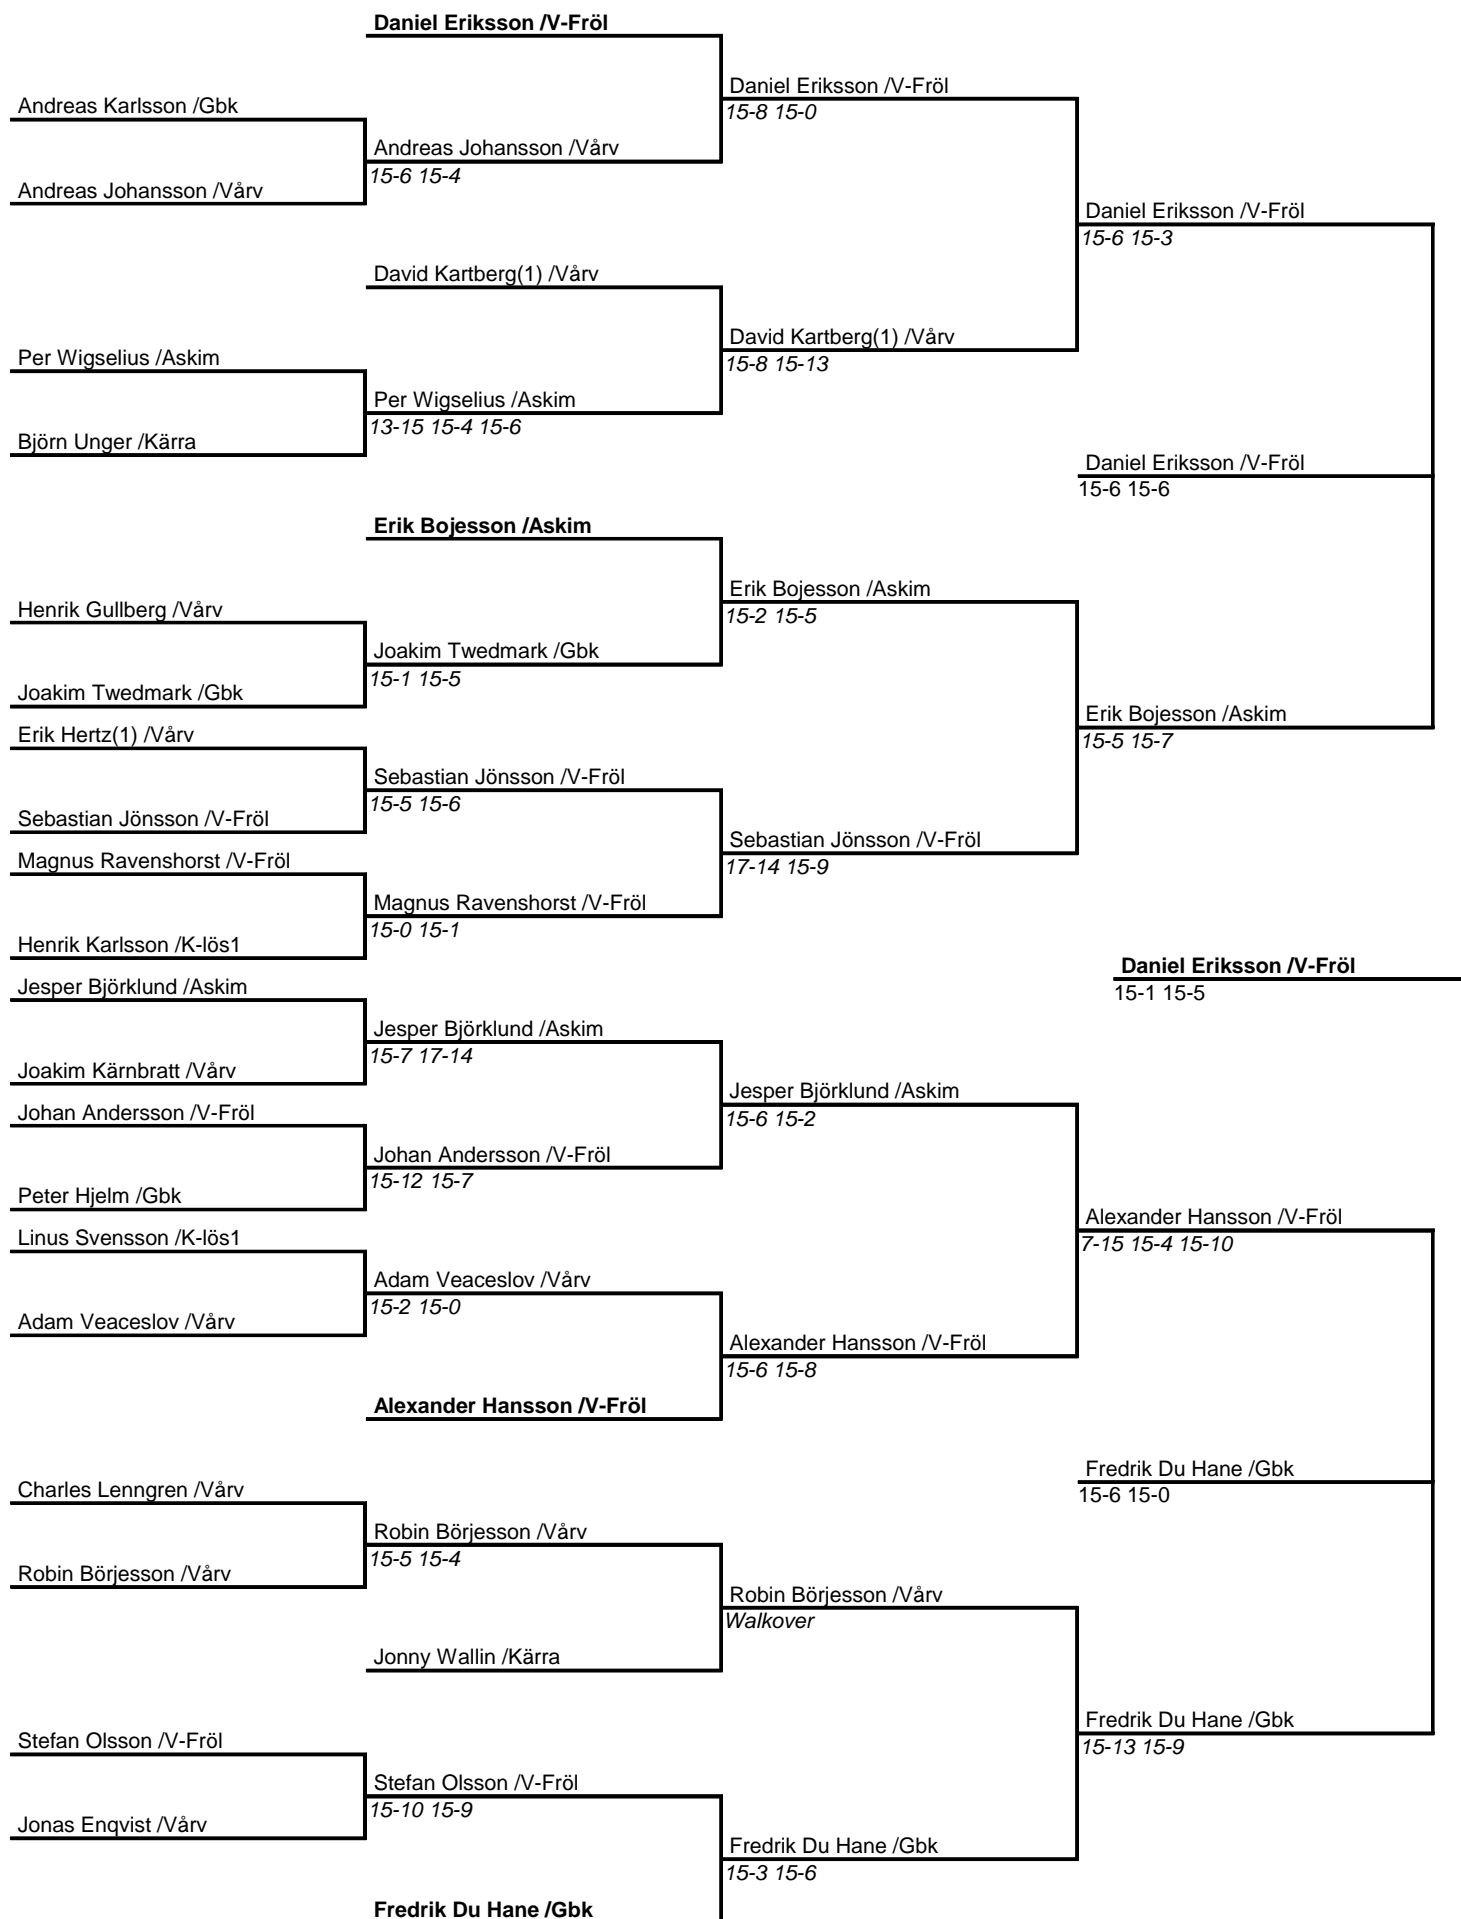 Daniel Eriksson /V-Fröl
Daniel Eriksson /V-Fröl
Andreas Karlsson /Gbk
15-8 15-0
Andreas Johansson /Vårv
15-6 15-4
Andreas Johansson /Vårv
Daniel Eriksson /V-Fröl
15-6 15-3
David Kartberg(1) /Vårv
David Kartberg(1) /Vårv
Per Wigselius /Askim
15-8 15-13
Per Wigselius /Askim
13-15 15-4 15-6
Björn Unger /Kärra
Daniel Eriksson /V-Fröl
15-6 15-6
Erik Bojesson /Askim
Erik Bojesson /Askim
Henrik Gullberg /Vårv
15-2 15-5
Joakim Twedmark /Gbk
15-1 15-5
Joakim Twedmark /Gbk
Erik Bojesson /Askim
Erik Hertz(1) /Vårv
15-5 15-7
Sebastian Jönsson /V-Fröl
15-5 15-6
Sebastian Jönsson /V-Fröl
Sebastian Jönsson /V-Fröl
Magnus Ravenshorst /V-Fröl
17-14 15-9
Magnus Ravenshorst /V-Fröl
15-0 15-1
Henrik Karlsson /K-lös1
Daniel Eriksson /V-Fröl
Jesper Björklund /Askim
15-1 15-5
Jesper Björklund /Askim
15-7 17-14
Joakim Kärnbratt /Vårv
Jesper Björklund /Askim
Johan Andersson /V-Fröl
15-6 15-2
Johan Andersson /V-Fröl
15-12 15-7
Peter Hjelm /Gbk
Alexander Hansson /V-Fröl
Linus Svensson /K-lös1
7-15 15-4 15-10
Adam Veaceslov /Vårv
15-2 15-0
Adam Veaceslov /Vårv
Alexander Hansson /V-Fröl
15-6 15-8
Alexander Hansson /V-Fröl
Fredrik Du Hane /Gbk
Charles Lenngren /Vårv
15-6 15-0
Robin Börjesson /Vårv
15-5 15-4
Robin Börjesson /Vårv
Robin Börjesson /Vårv
Walkover
Jonny Wallin /Kärra
Fredrik Du Hane /Gbk
Stefan Olsson /V-Fröl
15-13 15-9
Stefan Olsson /V-Fröl
15-10 15-9
Jonas Enqvist /Vårv
Fredrik Du Hane /Gbk
15-3 15-6
Fredrik Du Hane /Gbk